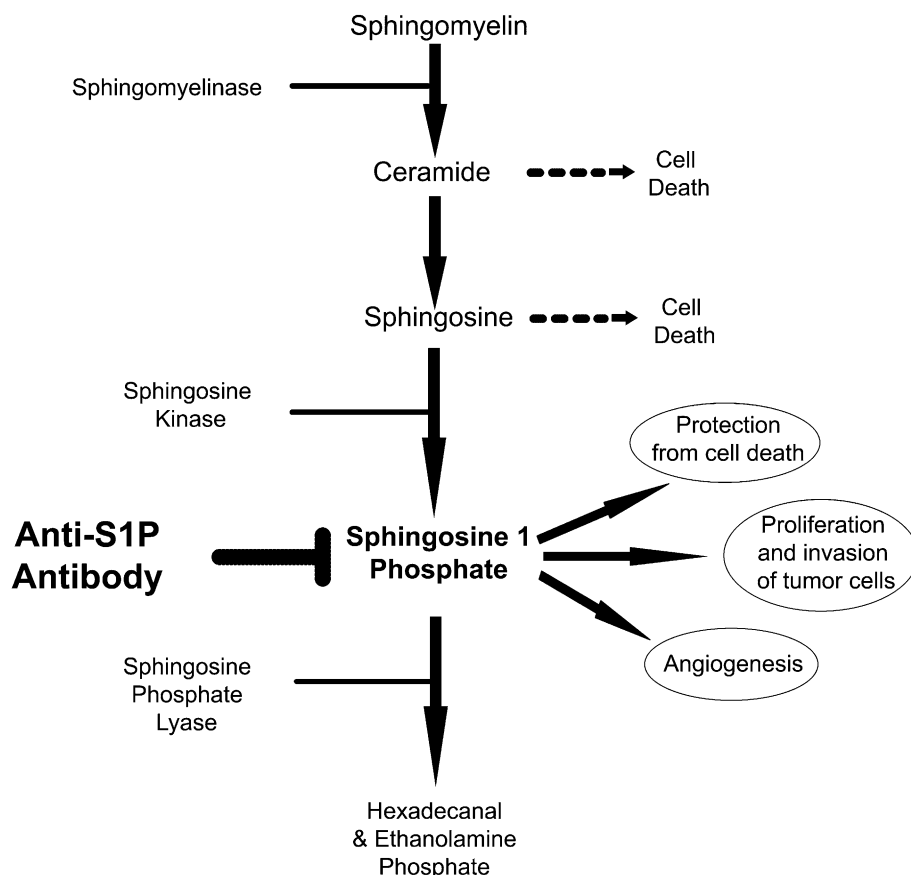 Sphingomyelin
Sphingomyelinase
Ceramide
Cell
Death
Sphingosine
Cell
Death
Sphingosine
Kinase
Protection
from cell death
Anti-S1P
Antibody
Sphingosine 1
Phosphate
Proliferation
and invasion
of tumor cells
Angiogenesis
Sphingosine
Phosphate
Lyase
Hexadecanal
& Ethanolamine
Phosphate